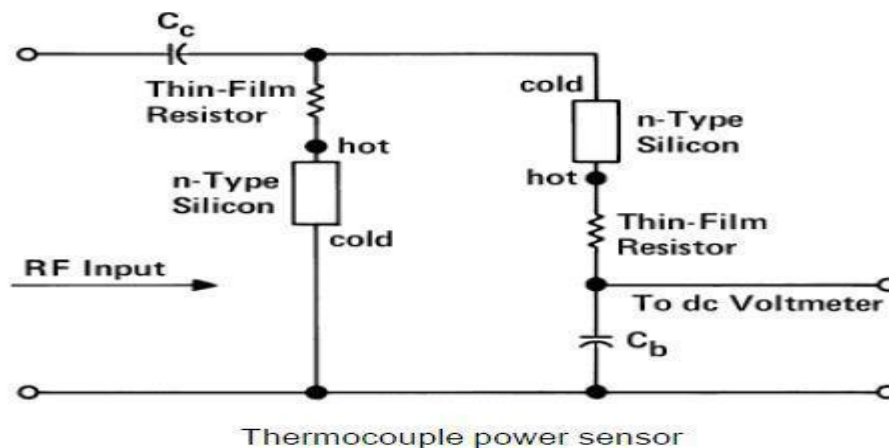 Cc
Thin-Film
Resistor
hot
n-Type
Silicon
cold
RF Input
cold
n-Type
Silicon
hot
Thin-Film
Resistor
To dc Voltmeter
Cb
Thermocouple power sensor